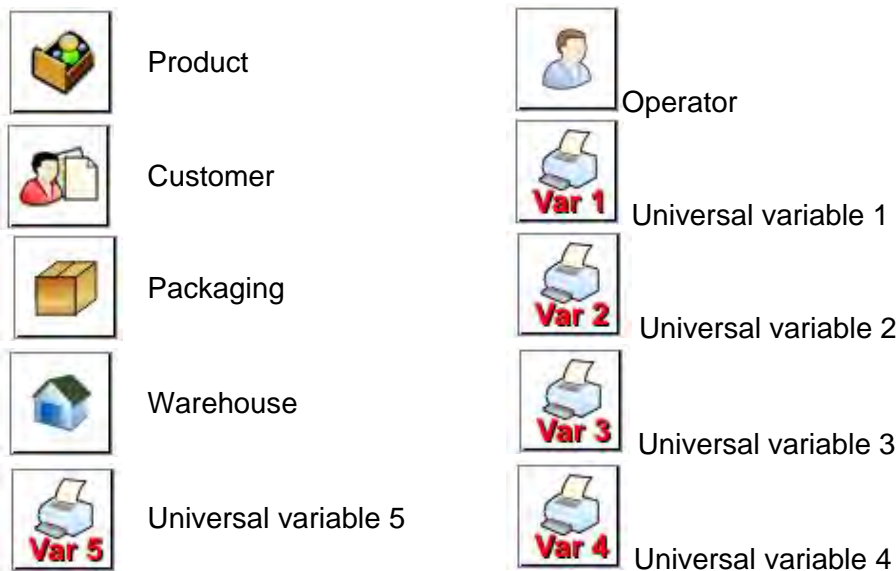 Product
Operator
Customer
Var 1
Universal variable 1
Packaging
Var 2
Universal variable 2
Warehouse
Var 3
Universal variable 3
Var 5
Universal variable 5
Var 4
Universal variable 4